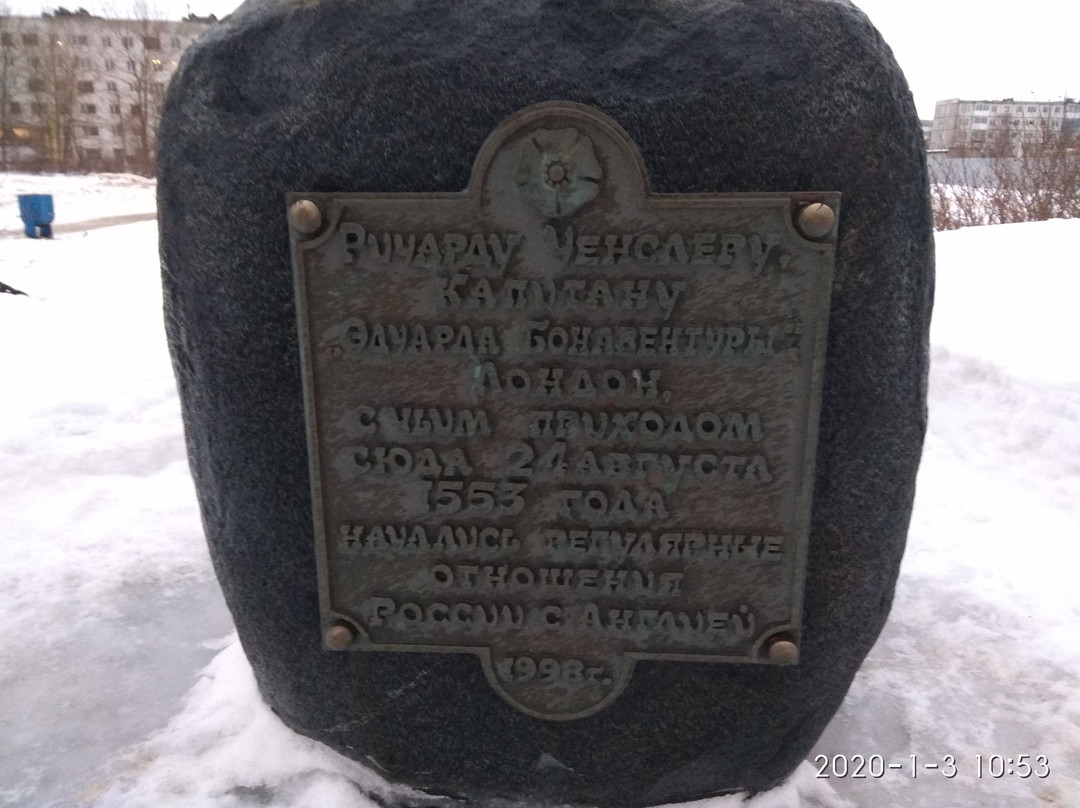 Ричарду Ченслеру,
Капитану
„Эдуарда Бонавентуры“,
Лондон,
с чьим приходом
сюда 24 августа
1553 года
начались регулярные
отношения
России с Англией
1998 г.
2020-1-3 10:53